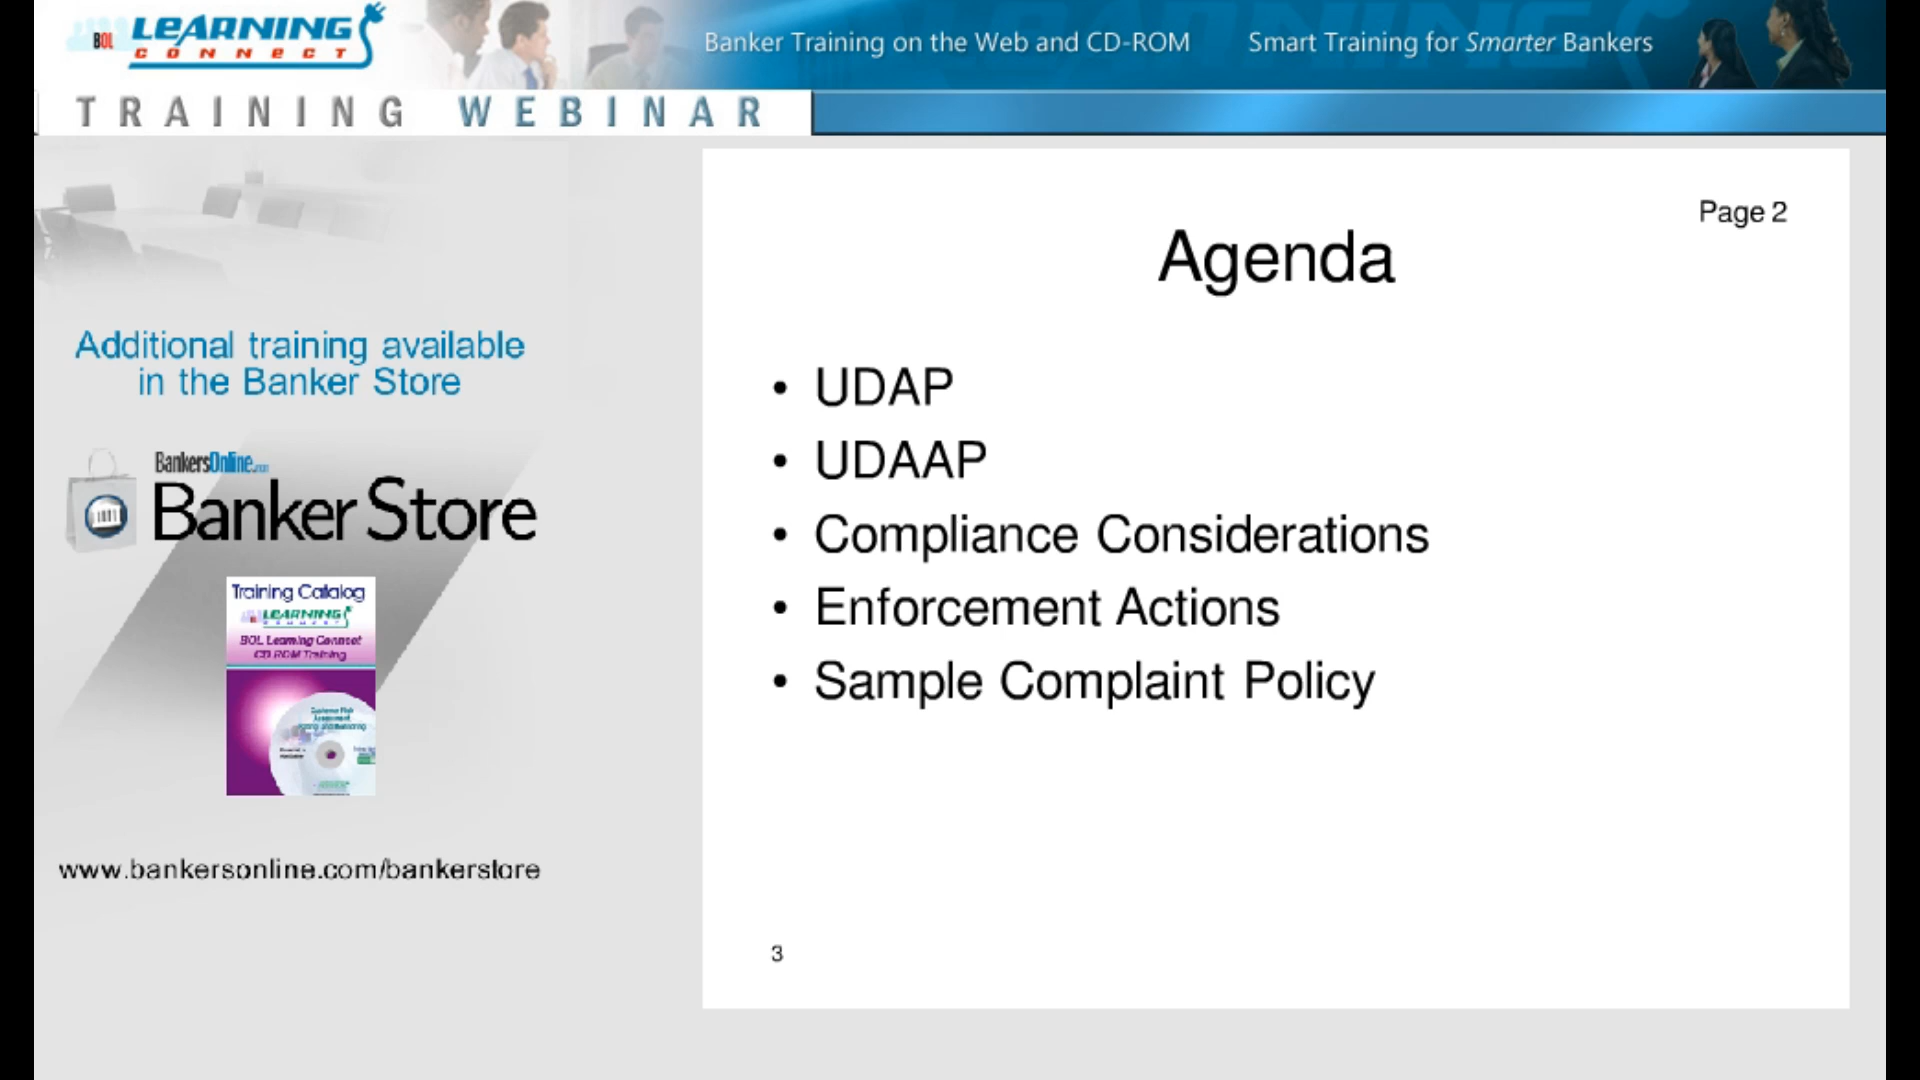 BOL LEARNING
CONNECT
Banker Training on the Web and CD-ROM
Smart Training for Smarter Bankers
TRAINING WEBINAR
Page 2
Agenda
• UDAP
• UDAAP
• Compliance Considerations
• Enforcement Actions
• Sample Complaint Policy
3
Additional training available
in the Banker Store
BankersOnline.com
Banker Store
Training Catalog
LEARNING
CONNECT
BOL Learning Connect
CD ROM Training
www.bankersonline.com/bankerstore